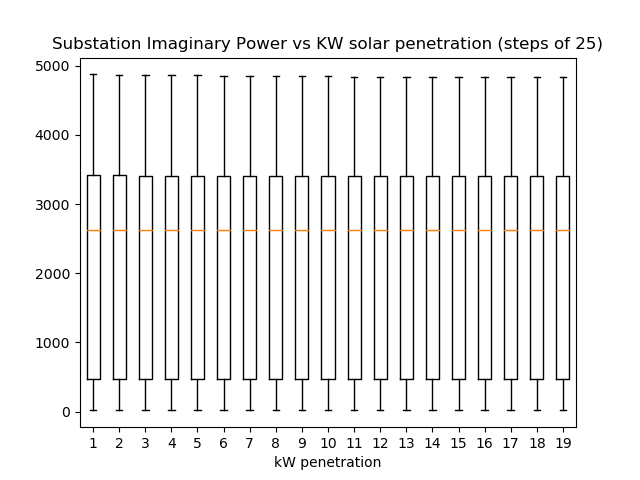 Substation Imaginary Power vs KW solar penetration (steps of 25)
5000
4000
3000
2000
1000
0
1 2 3 4 5 6 7 8 9 10 11 12 13 14 15 16 17 18 19
kW penetration